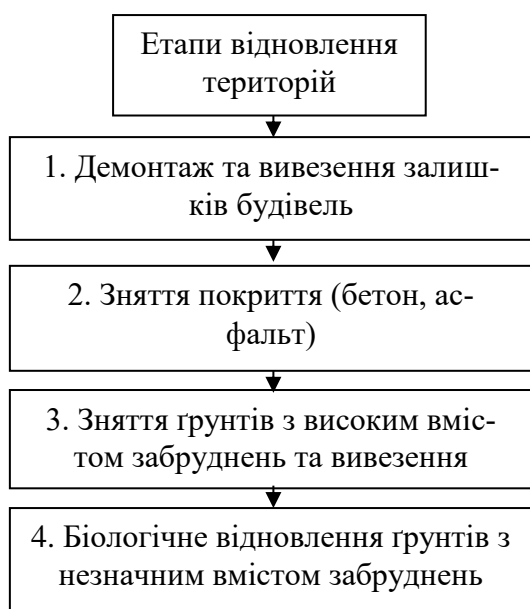 Етапи відновлення
територій
1. Демонтаж та вивезення залиш-
ків будівель
2. Зняття покриття (бетон, ас-
фальт)
3. Зняття ґрунтів з високим вміс-
том забруднень та вивезення
4. Біологічне відновлення ґрунтів з
незначним вмістом забруднень